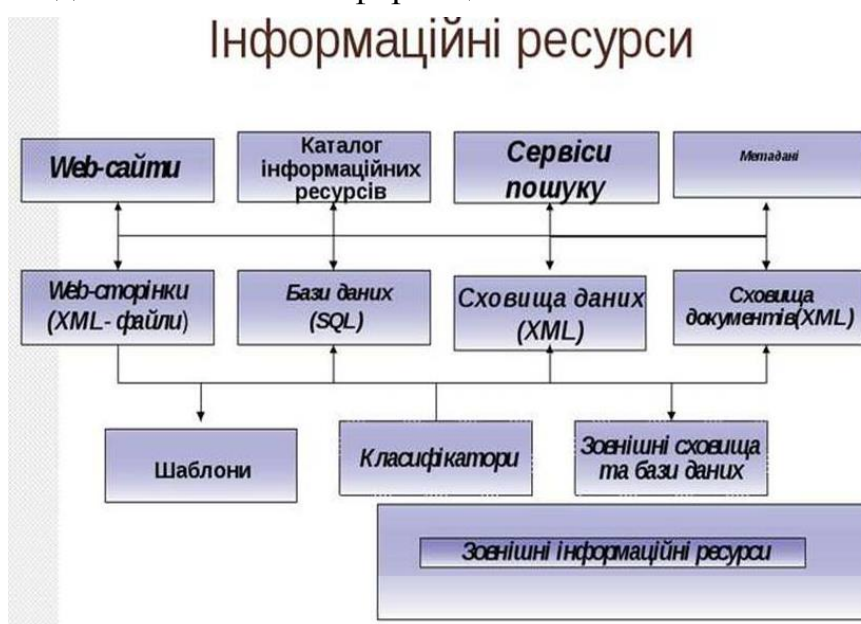 Інформаційні ресурси
Web-сайти
Каталог
інформаційних
ресурсів
Сервіси
пошуку
Метадані
Web-сторінки
(XML- файли)
Бази даних
(SQL)
Сховища даних
(XML)
Сховища
документів(XML)
Шаблони
Класифікатори
Зовнішні сховища
та бази даних
Зовнішні інформаційні ресурси